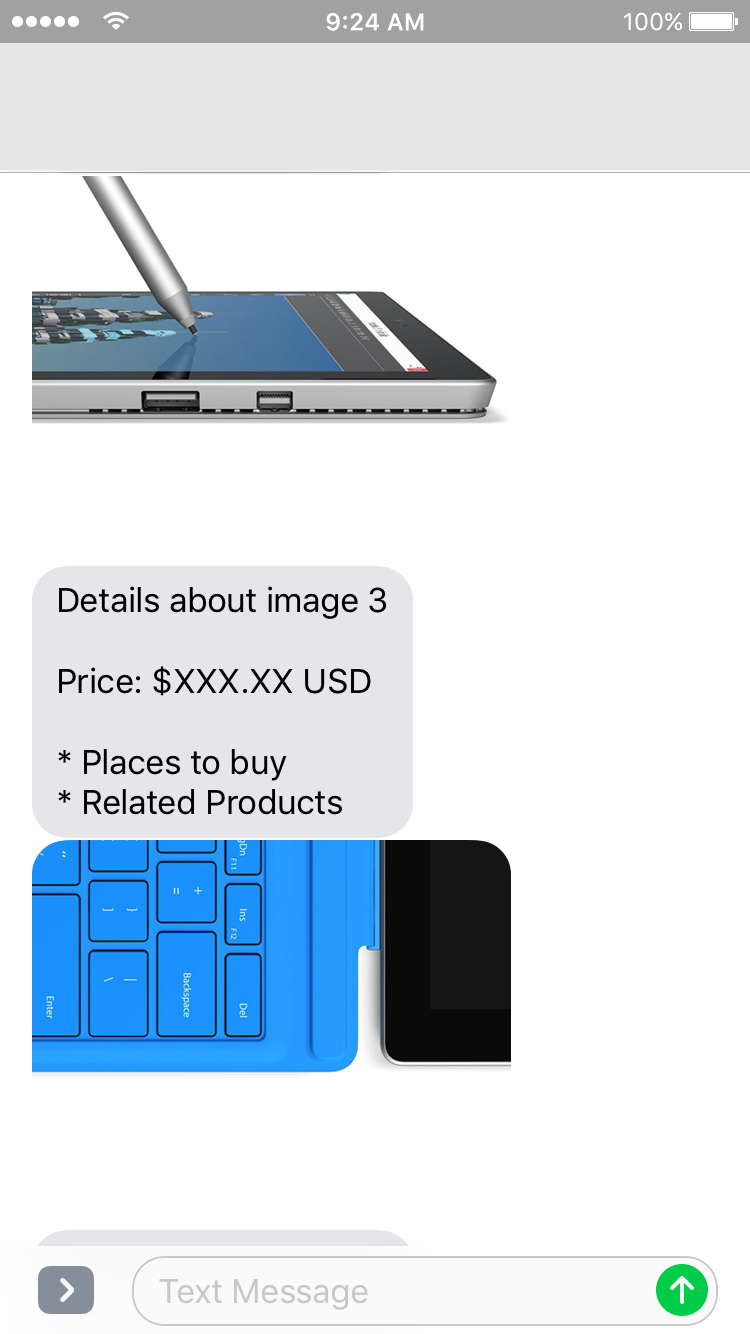 9:24 AM
100%
Details about image 3
Price: $XXX.XX USD
* Places to buy
* Related Products
F11
= +
Ins
F12
] }
\ |
Enter
Backspace
Del
Text Message